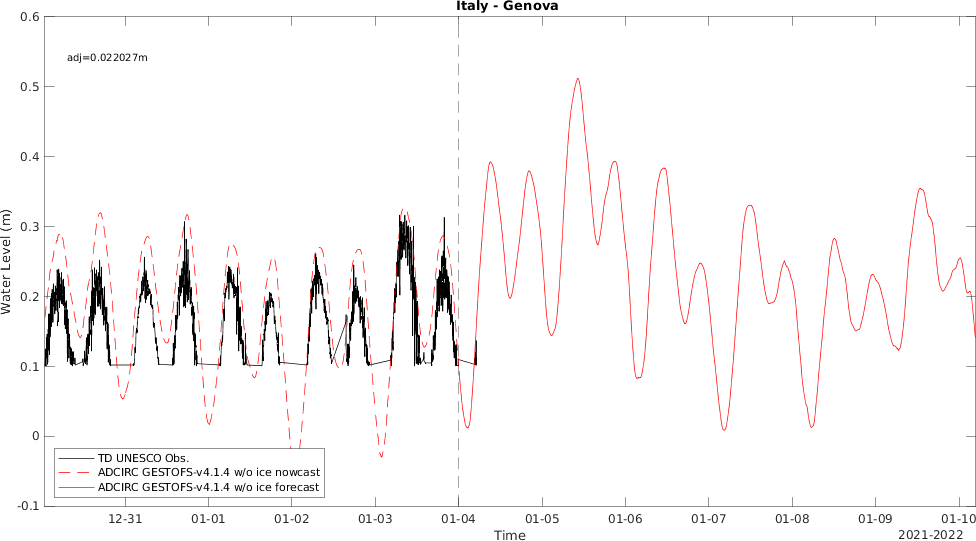 Italy - Genova
adj=0.022027m
Water Level (m)
0.6
0.5
0.4
0.3
0.2
0.1
0
-0.1
TD UNESCO Obs.
ADCIRC GESTOFS-v4.1.4 w/o ice nowcast
ADCIRC GESTOFS-v4.1.4 w/o ice forecast
12-31 01-01 01-02 01-03 01-04 01-05 01-06 01-07 01-08 01-09 01-10
Time
2021-2022